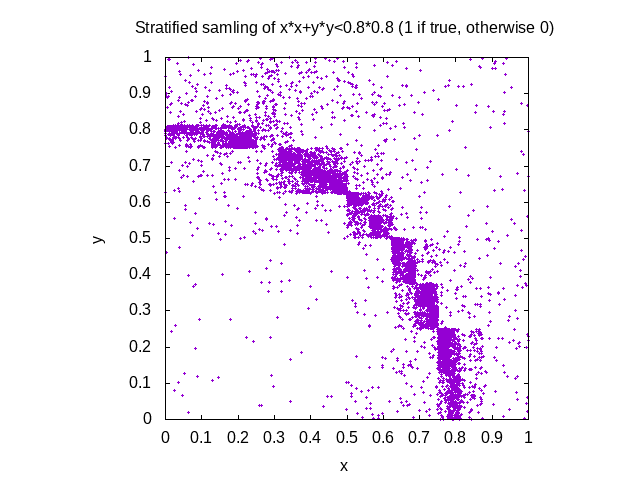 Stratified samling of x*x+y*y<0.8*0.8 (1 if true, otherwise 0)
1
0.9
0.8
0.7
0.6
0.5
0.4
0.3
0.2
0.1
0
y
0 0.1 0.2 0.3 0.4 0.5 0.6 0.7 0.8 0.9 1
x